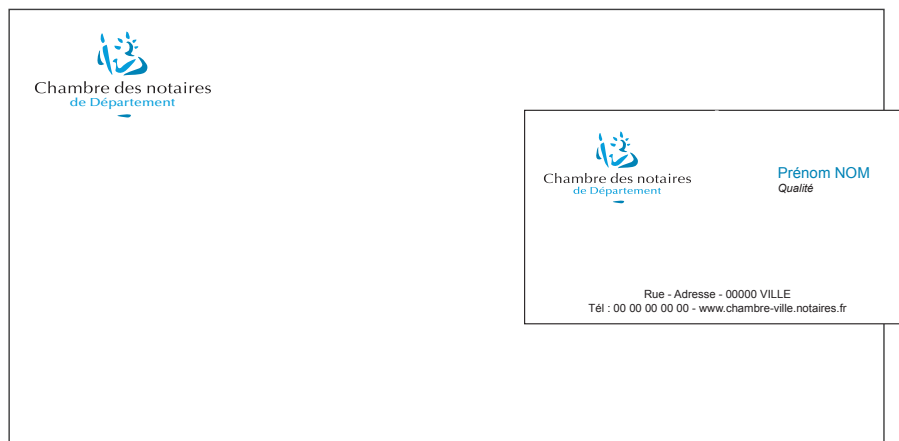 Chambre des notaires
de Département
Chambre des notaires
de Département
Prénom NOM
Qualité
Rue - Adresse - 00000 VILLE
Tél : 00 00 00 00 00 - www.chambre-ville.notaires.fr